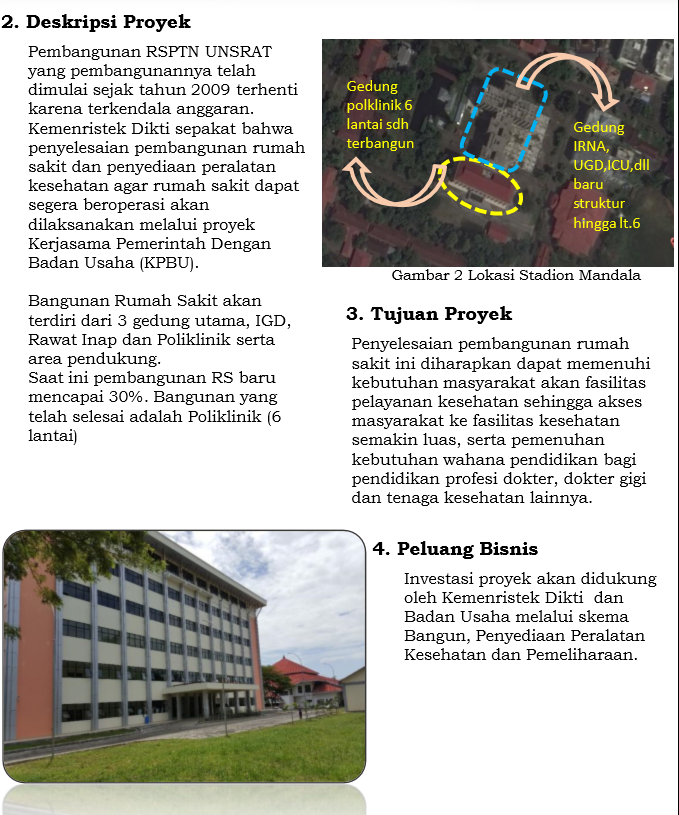 2. Deskripsi Proyek
Pembangunan RSPTN UNSRAT
yang pembangunannya telah
dimulai sejak tahun 2009 terhenti
karena terkendala anggaran.
Kemenristek Dikti sepakat bahwa
penyelesaian pembangunan rumah
sakit dan penyediaan peralatan
kesehatan agar rumah sakit dapat
segera beroperasi akan
dilaksanakan melalui proyek
Kerjasama Pemerintah Dengan
Badan Usaha (KPBU).
Bangunan Rumah Sakit akan
terdiri dari 3 gedung utama, IGD,
Rawat Inap dan Poliklinik serta
area pendukung.
Saat ini pembangunan RS baru
mencapai 30%. Bangunan yang
telah selesai adalah Poliklinik (6
lantai)
Gedung
polklinik 6
lantai sdh
terbangun
Gedung
IRNA,
UGD,ICU,dll
baru
struktur
hingga lt.6
Gambar 2 Lokasi Stadion Mandala
3. Tujuan Proyek
Penyelesaian pembangunan rumah
sakit ini diharapkan dapat memenuhi
kebutuhan masyarakat akan fasilitas
pelayanan kesehatan sehingga akses
masyarakat ke fasilitas kesehatan
semakin luas, serta pemenuhan
kebutuhan wahana pendidikan bagi
pendidikan profesi dokter, dokter gigi
dan tenaga kesehatan lainnya.
4. Peluang Bisnis
Investasi proyek akan didukung
oleh Kemenristek Dikti  dan
Badan Usaha melalui skema
Bangun, Penyediaan Peralatan
Kesehatan dan Pemeliharaan.